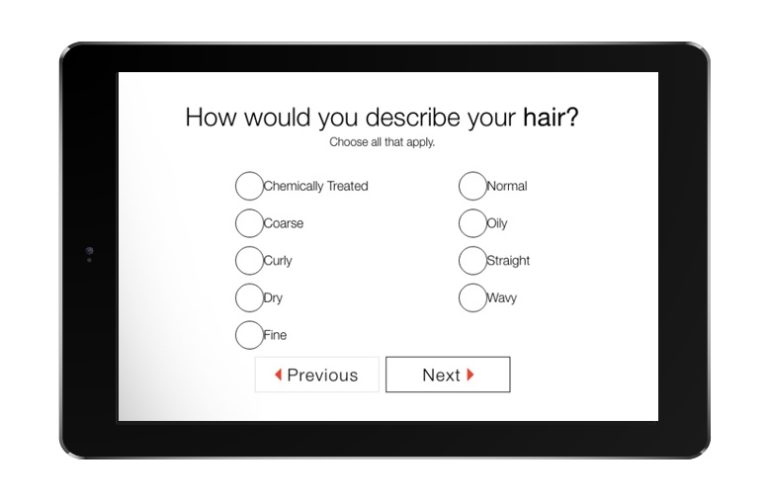 How would you describe your hair?
Choose all that apply.
Chemically Treated
Coarse
Curly
Dry
Fine
Normal
Oily
Straight
Wavy
Previous
Next